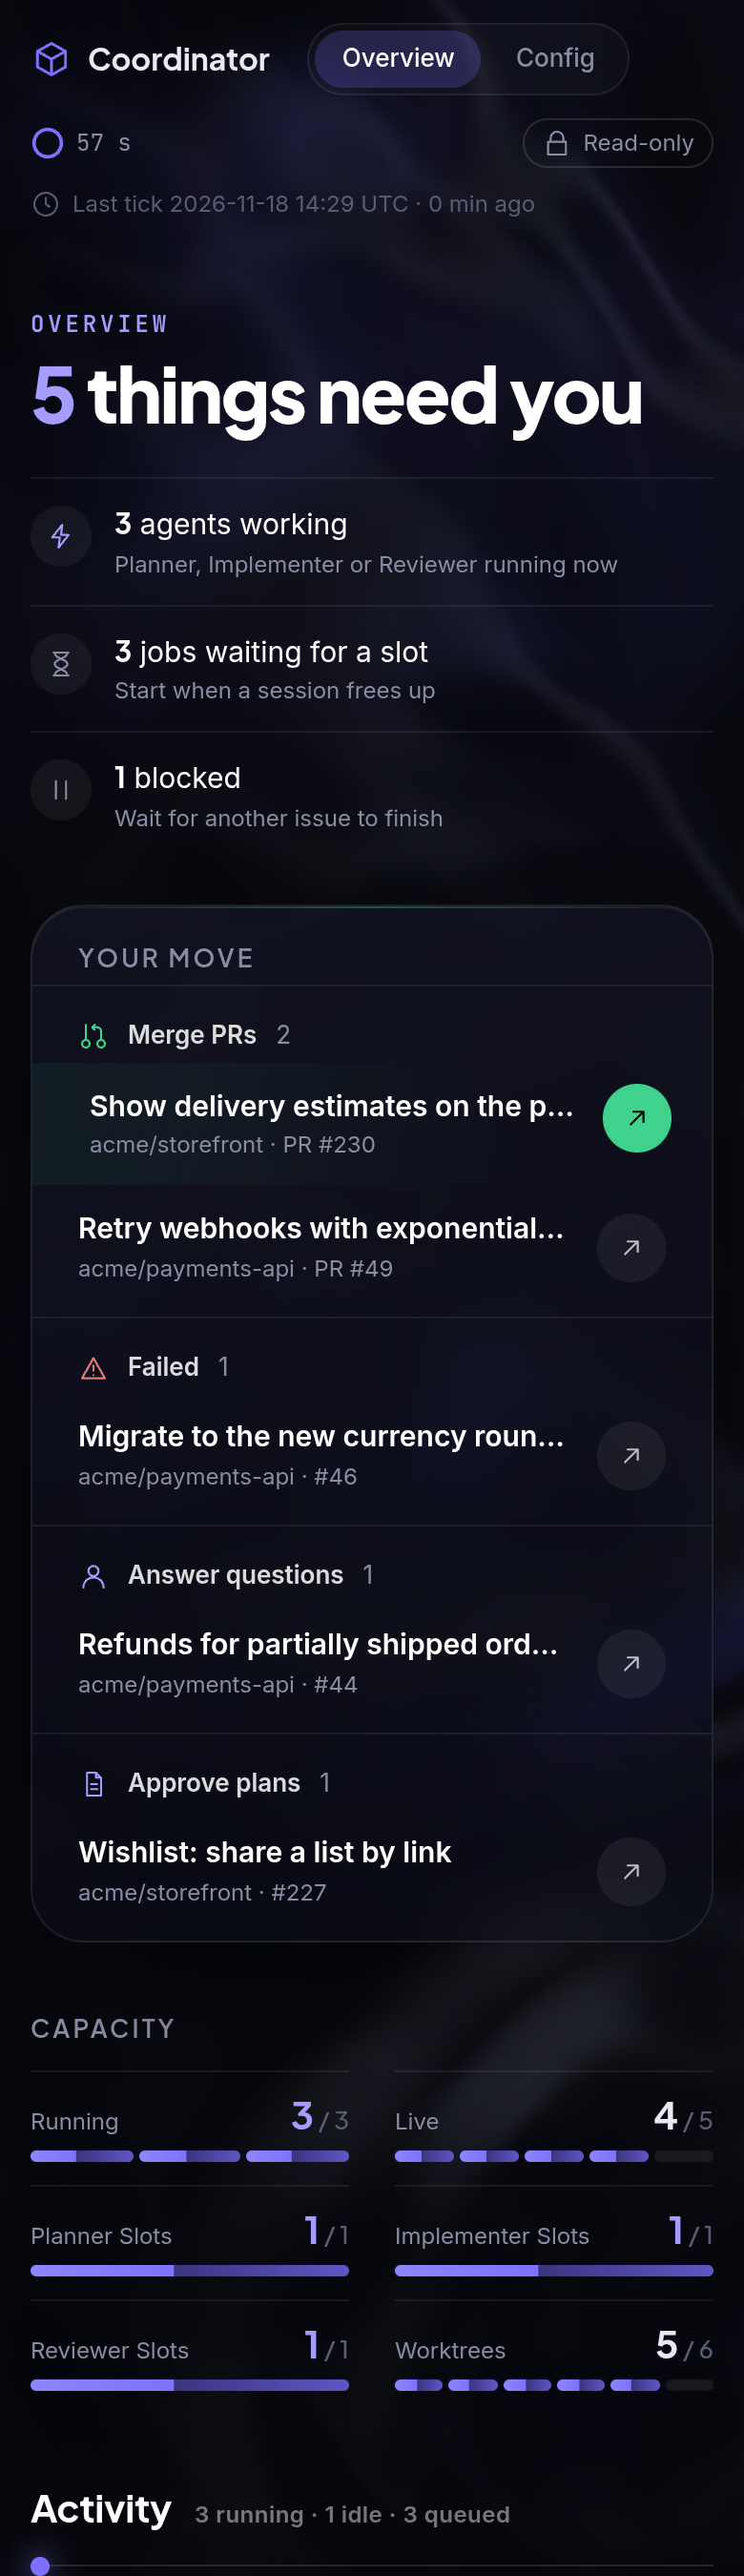 Coordinator
Overview
Config
57 s
Read-only
Last tick 2026-11-18 14:29 UTC · 0 min ago
OVERVIEW
5 things need you
3 agents working
Planner, Implementer or Reviewer running now
3 jobs waiting for a slot
Start when a session frees up
1 blocked
Wait for another issue to finish
YOUR MOVE
Merge PRs 2
Show delivery estimates on the p...
acme/storefront · PR #230
Retry webhooks with exponential...
acme/payments-api · PR #49
Failed 1
Migrate to the new currency roun...
acme/payments-api · #46
Answer questions 1
Refunds for partially shipped ord...
acme/payments-api · #44
Approve plans 1
Wishlist: share a list by link
acme/storefront · #227
CAPACITY
Running 3 / 3
Live 4 / 5
Planner Slots 1 / 1
Implementer Slots 1 / 1
Reviewer Slots 1 / 1
Worktrees 5 / 6
Activity 3 running · 1 idle · 3 queued